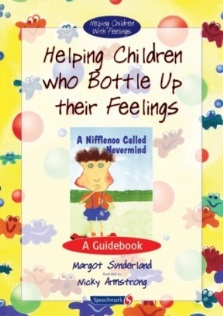 Helping Children
With Feelings
Helping Children
who Bottle Up
their Feelings
A Nifflenoo Called
Nevermind
A Guidebook
Margot Sunderland
illustrated by
Nicky Armstrong
Speechmark